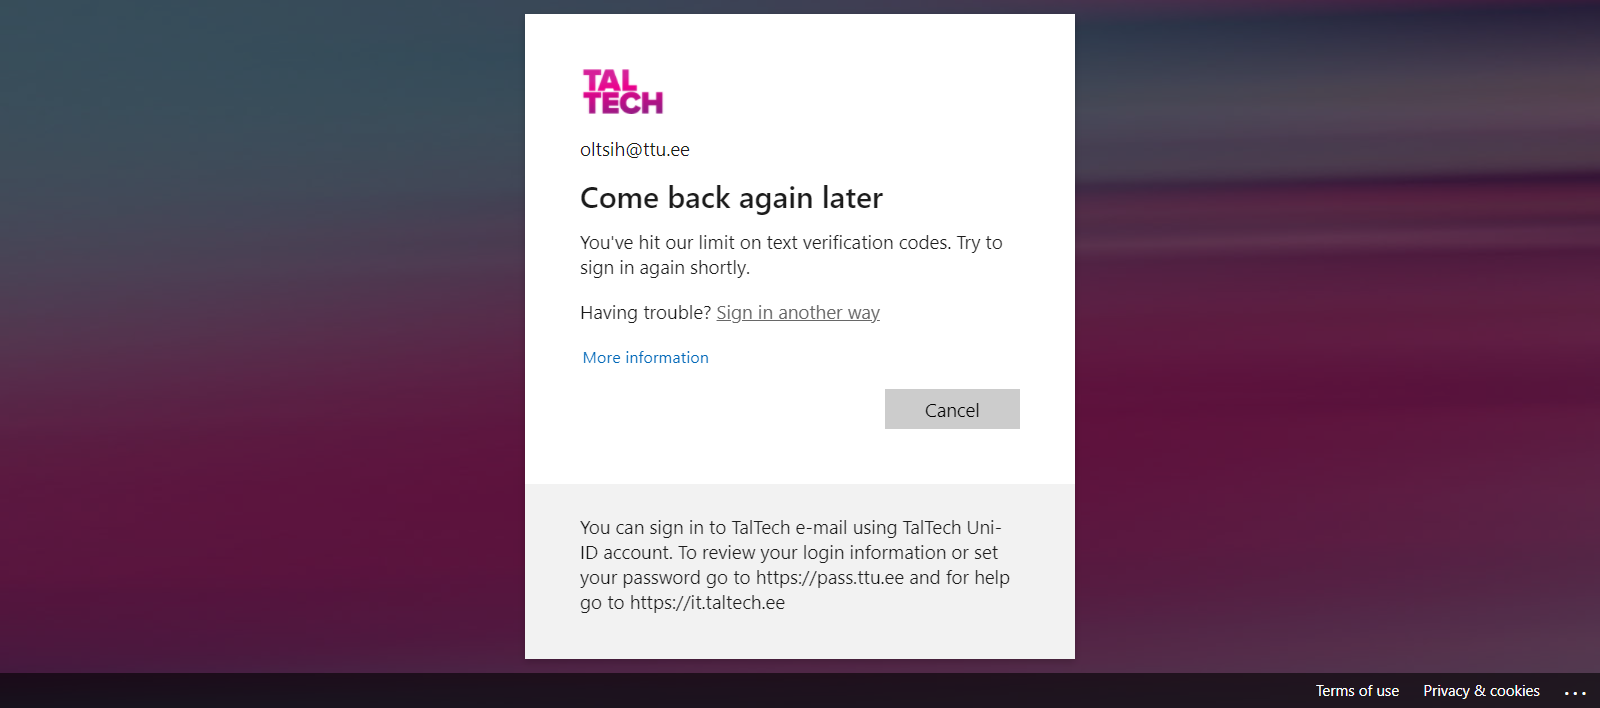 TAL
TECH
oltsih@ttu.ee
Come back again later
You've hit our limit on text verification codes. Try to
sign in again shortly.
Having trouble? Sign in another way
More information
Cancel
You can sign in to TalTech e-mail using TalTech Uni-
ID account. To review your login information or set
your password go to https://pass.ttu.ee and for help
go to https://it.taltech.ee
Terms of use Privacy & cookies ...